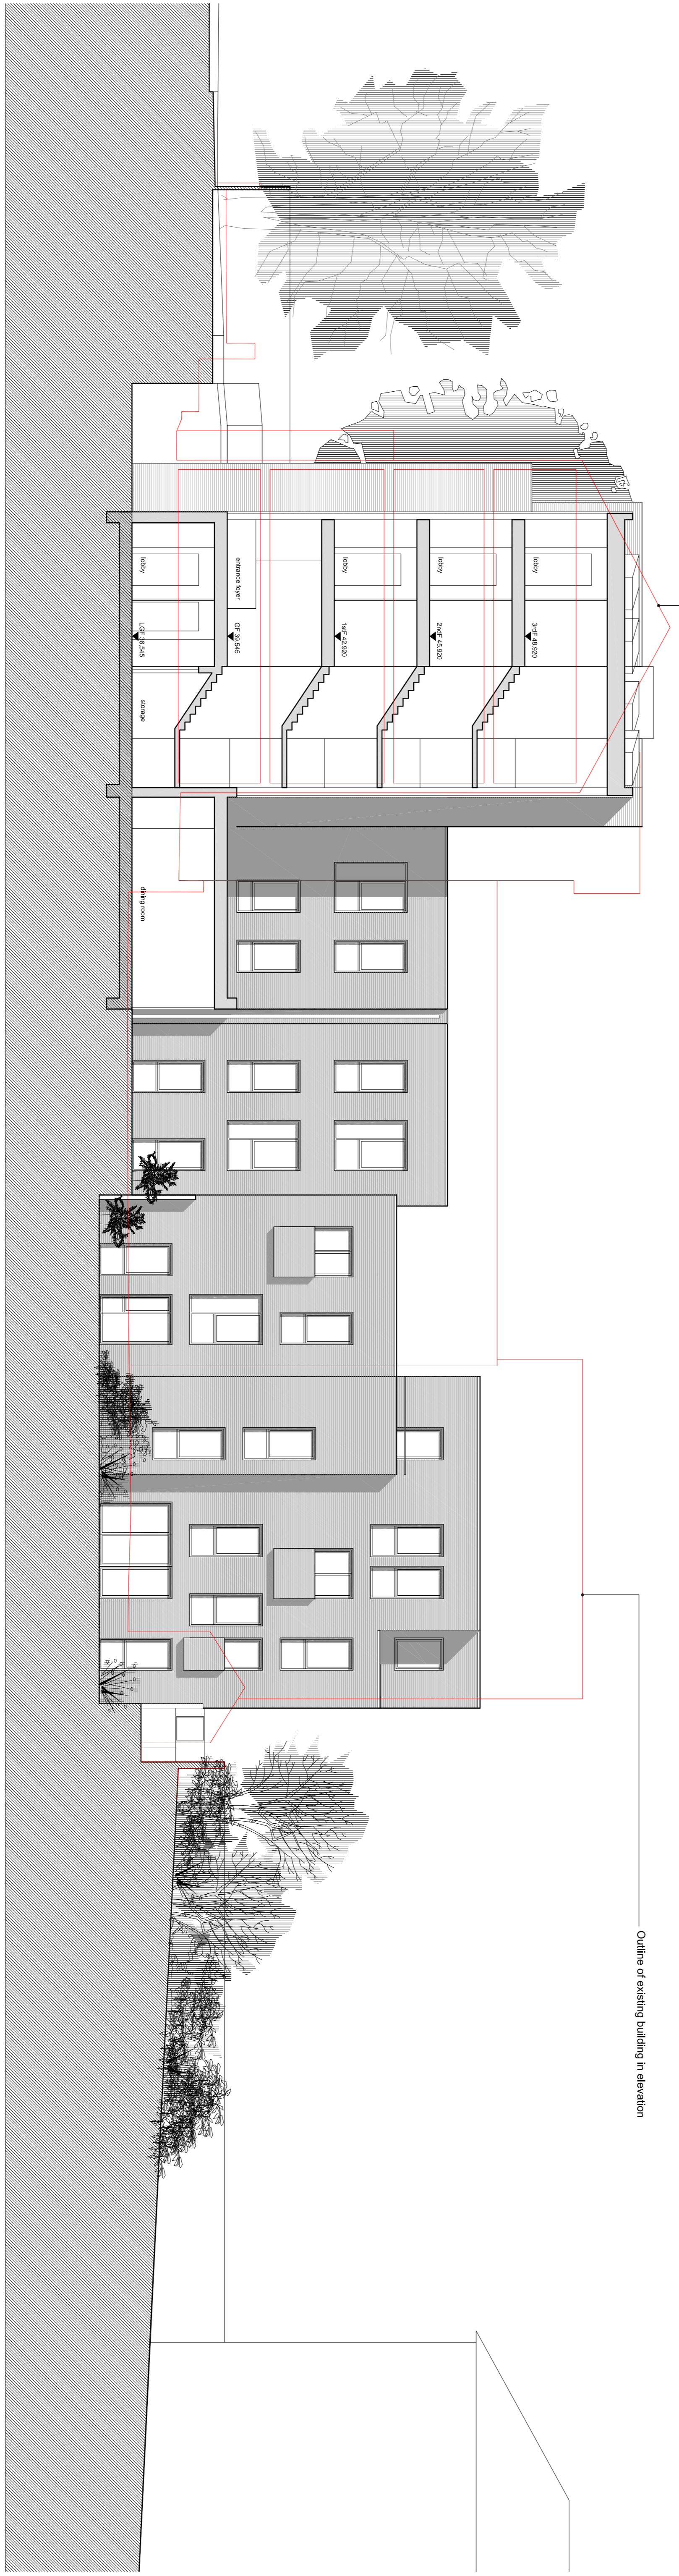 lobby
3rdF 48.920
lobby
2ndF 45.920
lobby
1stF 42.920
entrance foyer
GF 39.545
lobby
LGF 36.545
storage
dining room
Outline of existing building in elevation